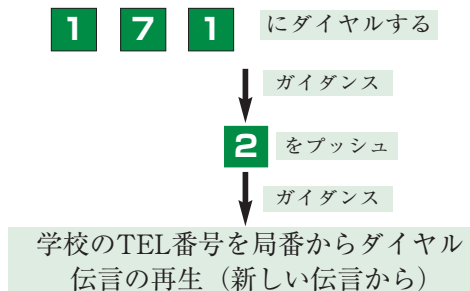 1 7 1 にダイヤルする
ガイダンス
2 をプッシュ
ガイダンス
学校のTEL番号を局番からダイヤル
伝言の再生（新しい伝言から）